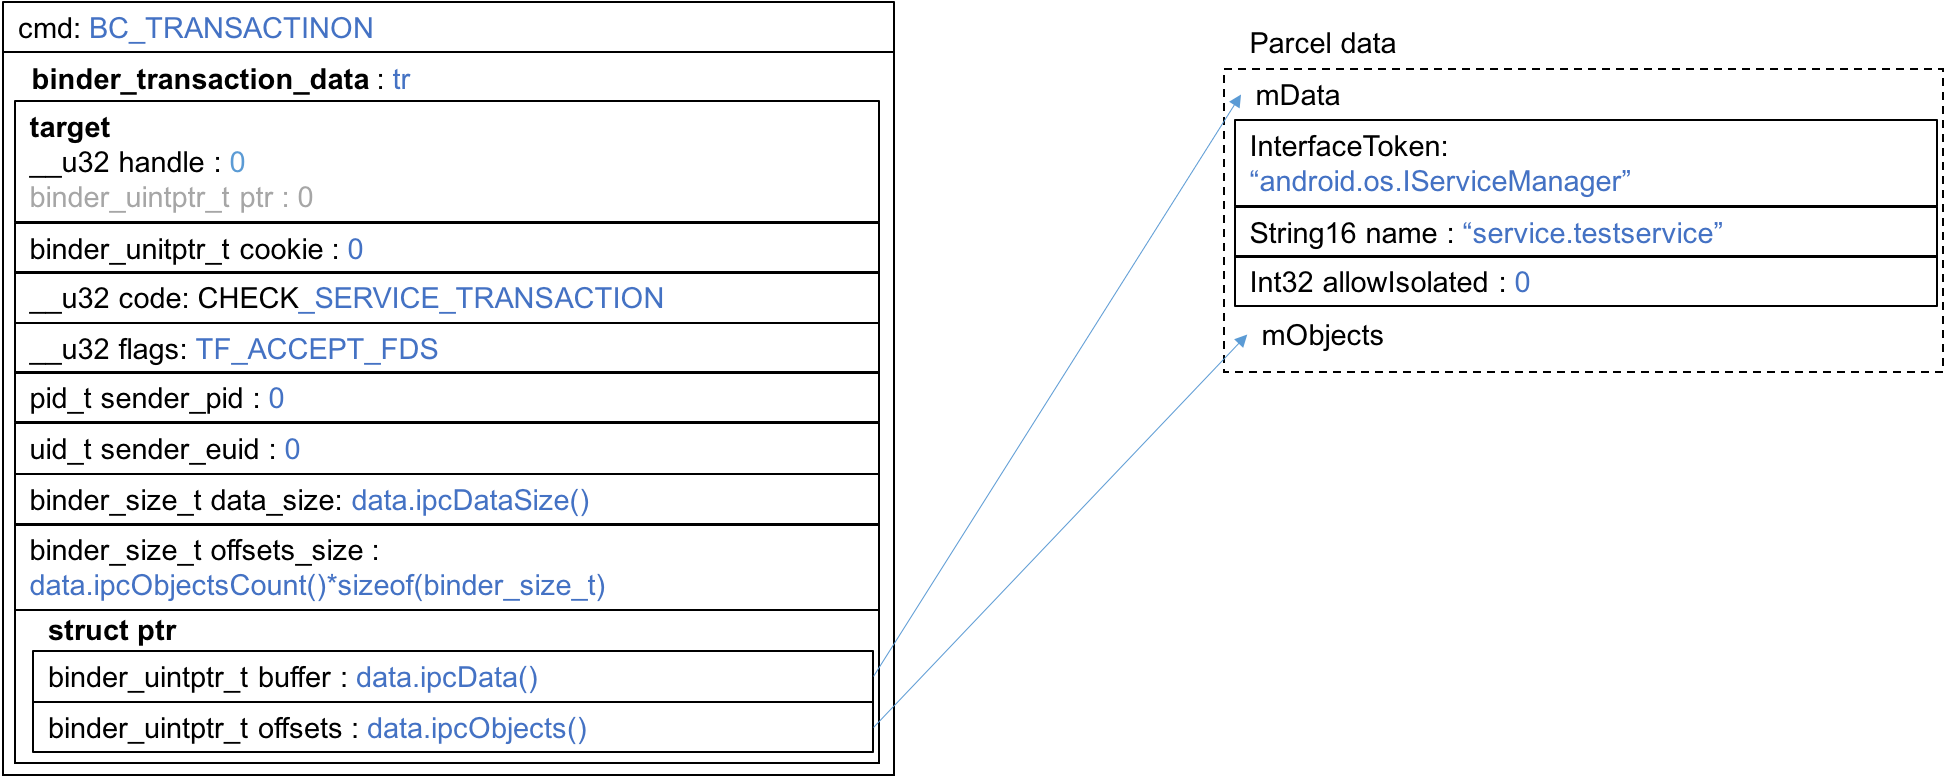 cmd: BC_TRANSACTINON
binder_transaction_data : tr
target
__u32 handle : 0
binder_uintptr_t ptr : 0
binder_unitptr_t cookie : 0
__u32 code: CHECK_SERVICE_TRANSACTION
__u32 flags: TF_ACCEPT_FDS
pid_t sender_pid : 0
uid_t sender_euid : 0
binder_size_t data_size: data.ipcDataSize()
binder_size_t offsets_size :
data.ipcObjectsCount()*sizeof(binder_size_t)
struct ptr
binder_uintptr_t buffer : data.ipcData()
binder_uintptr_t offsets : data.ipcObjects()
Parcel data
mData
InterfaceToken:
“android.os.IServiceManager”
String16 name : “service.testservice”
Int32 allowIsolated : 0
mObjects